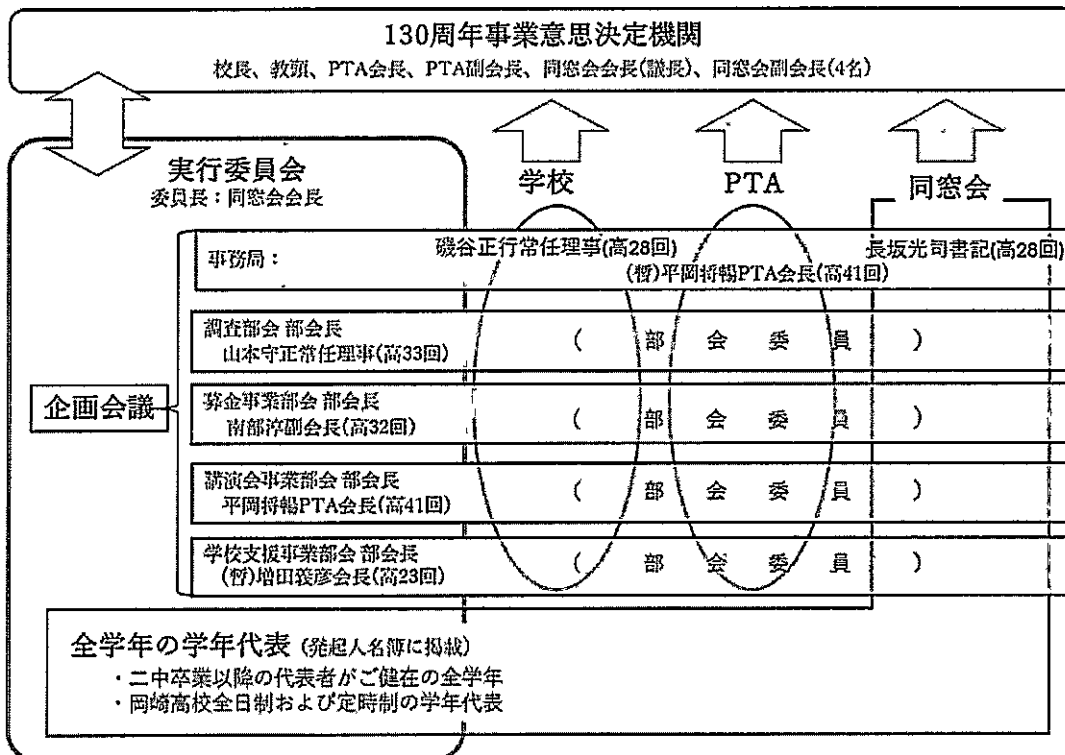 130周年事業意思決定機関
校長、教頭、PTA会長、PTA副会長、同窓会会長(議長)、同窓会副会長(4名)
実行委員会
委員長：同窓会会長
学校
PTA
同窓会
企画会議
事務局：
磯谷正行常任理事(高28回)
長坂光司書記(高28回)
(暫)平岡将暢PTA会長(高41回)
調査部会 部会長
山本守正常任理事(高33回)
( 部 会 委 員 )
募金事業部会 部会長
南部淳副会長(高32回)
( 部 会 委 員 )
講演会事業部会 部会長
平岡将暢PTA会長(高41回)
( 部 会 委 員 )
学校支援事業部会 部会長
(暫)増田義彦会長(高23回)
( 部 会 委 員 )
全学年の学年代表 (発起人名簿に掲載)
・二中卒業以降の代表者がご健在の全学年
・岡崎高校全日制および定時制の学年代表